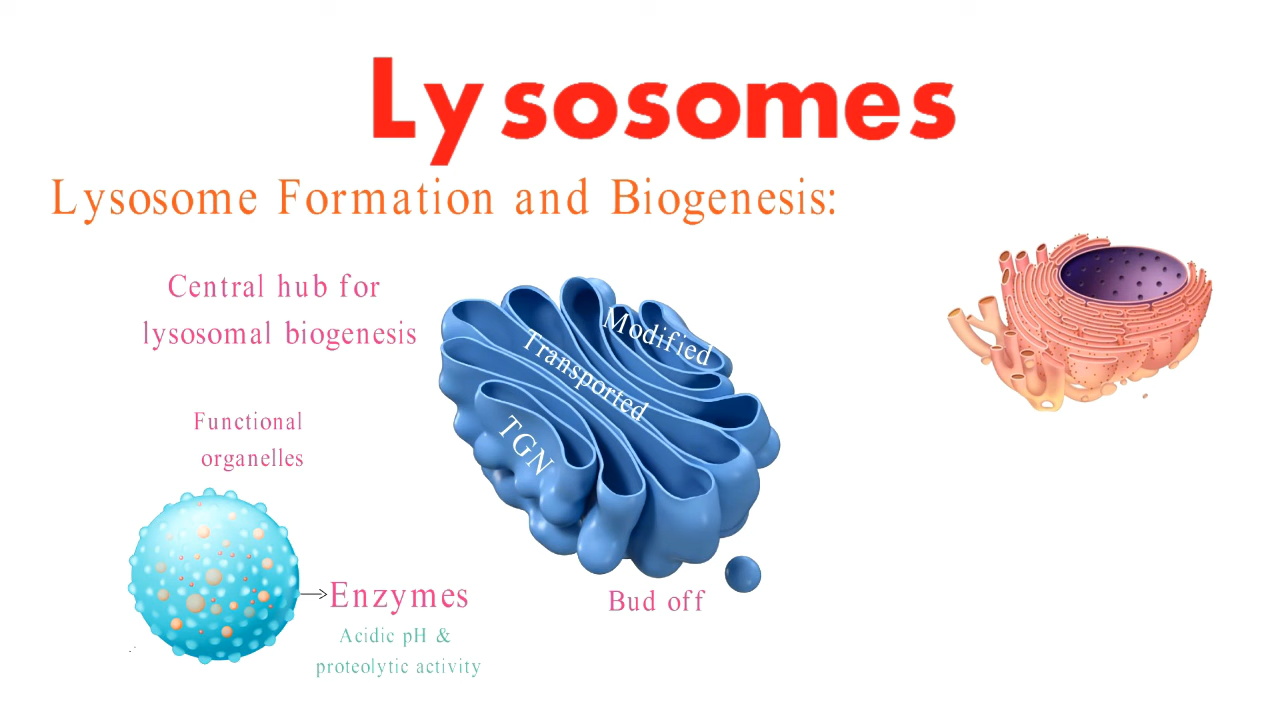 Lysosomes
Lysosome Formation and Biogenesis:
Central hub for
lysosomal biogenesis
Modified
Transported
TGN
Functional
organelles
Enzymes
Acidic pH &
proteolytic activity
Bud off